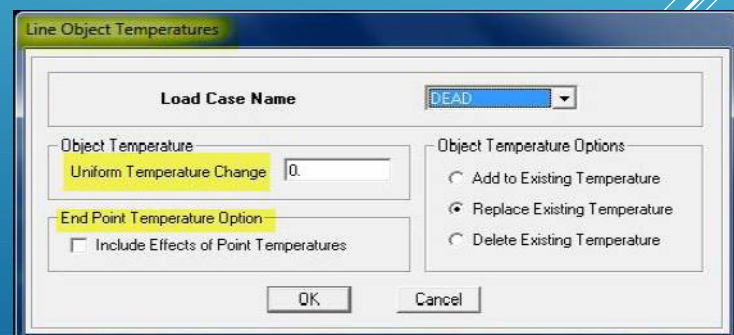 Line Object Temperatures
Load Case Name DEAD
Object Temperature
Uniform Temperature Change 0.
End Point Temperature Option
Include Effects of Point Temperatures
Object Temperature Options
Add to Existing Temperature
Replace Existing Temperature
Delete Existing Temperature
OK Cancel